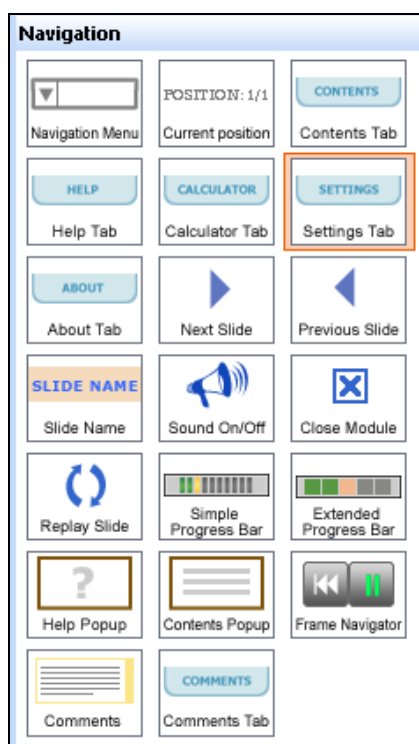 Navigation
POSITION: 1/1
CONTENTS
Navigation Menu
Current position
Contents Tab
HELP
CALCULATOR
SETTINGS
Help Tab
Calculator Tab
Settings Tab
ABOUT
About Tab
Next Slide
Previous Slide
SLIDE NAME
Slide Name
Sound On/Off
Close Module
Replay Slide
Simple
Progress Bar
Extended
Progress Bar
?
Help Popup
Contents Popup
Frame Navigator
COMMENTS
Comments
Comments Tab